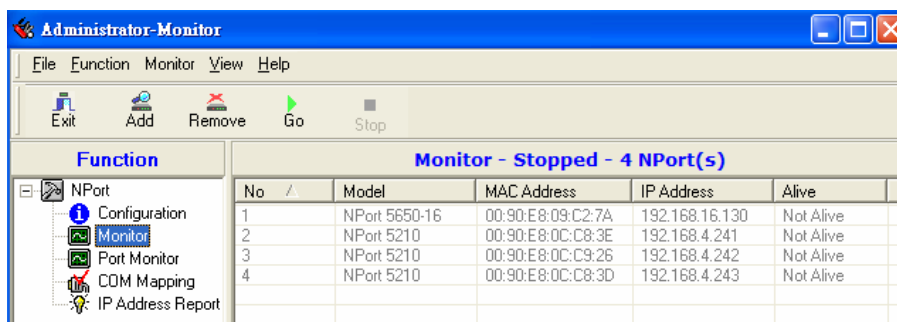 Administrator-Monitor
File Function Monitor View Help
Exit Add Remove Go Stop
Function
Monitor - Stopped - 4 NPort(s)
NPort
Configuration
Monitor
Port Monitor
COM Mapping
IP Address Report
No Model MAC Address IP Address Alive
1 NPort 5650-16 00:90:E8:09:C2:7A 192.168.16.130 Not Alive
2 NPort 5210 00:90:E8:0C:C8:3E 192.168.4.241 Not Alive
3 NPort 5210 00:90:E8:0C:C9:26 192.168.4.242 Not Alive
4 NPort 5210 00:90:E8:0C:C8:3D 192.168.4.243 Not Alive